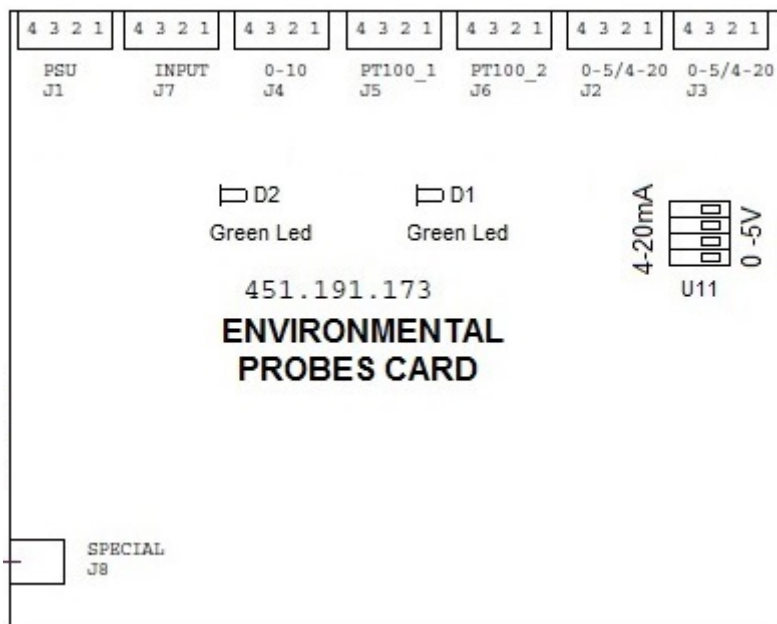 4 3 2 1 4 3 2 1 4 3 2 1 4 3 2 1 4 3 2 1 4 3 2 1 4 3 2 1
PSU INPUT 0-10 PT100_1 PT100_2 0-5/4-20 0-5/4-20
J1 J7 J4 J5 J6 J2 J3
D2 D1
Green Led Green Led
4-20mA
0 -5V
U11
451.191.173
ENVIRONMENTAL
PROBES CARD
SPECIAL
J8